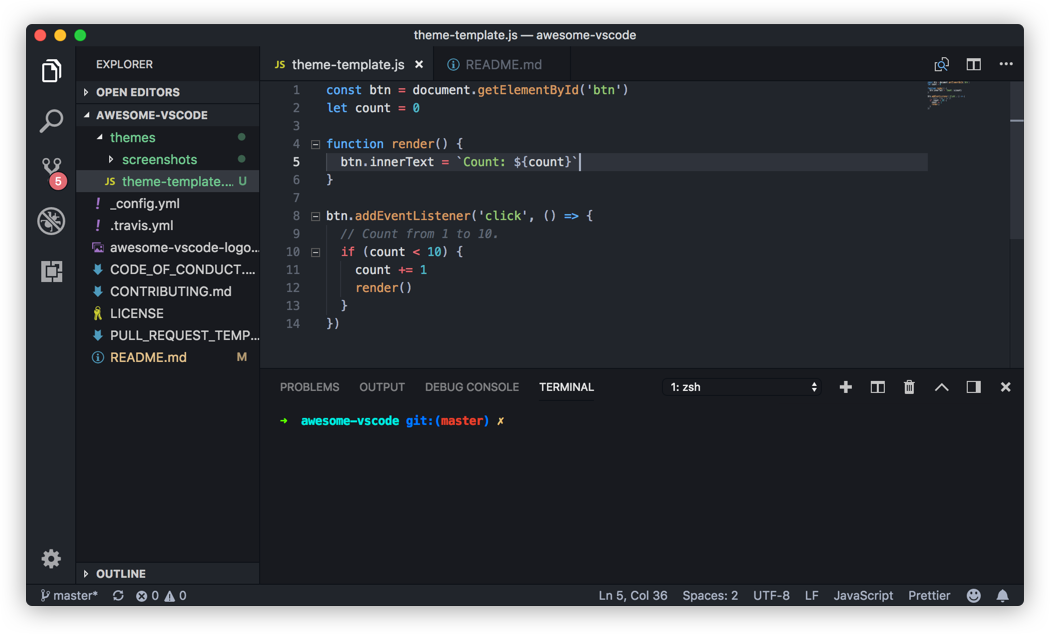 theme-template.js — awesome-vscode
EXPLORER
OPEN EDITORS
AWESOME-VSCODE
themes
screenshots
JS theme-template.... U
! _config.yml
! .travis.yml
awesome-vscode-logo...
CODE_OF_CONDUCT....
CONTRIBUTING.md
LICENSE
PULL_REQUEST_TEMP...
README.md M
OUTLINE
5
JS theme-template.js ×
README.md
1 const btn = document.getElementById('btn')
2 let count = 0
3
4 function render() {
5 btn.innerText = `Count: ${count}`
6 }
7
8 btn.addEventListener('click', () => {
9 // Count from 1 to 10.
10 if (count < 10) {
11 count += 1
12 render()
13 }
14 })
PROBLEMS OUTPUT DEBUG CONSOLE TERMINAL 1: zsh
➜ awesome-vscode git:(master) ✗
master* 0 0 Ln 5, Col 36 Spaces: 2 UTF-8 LF JavaScript Prettier